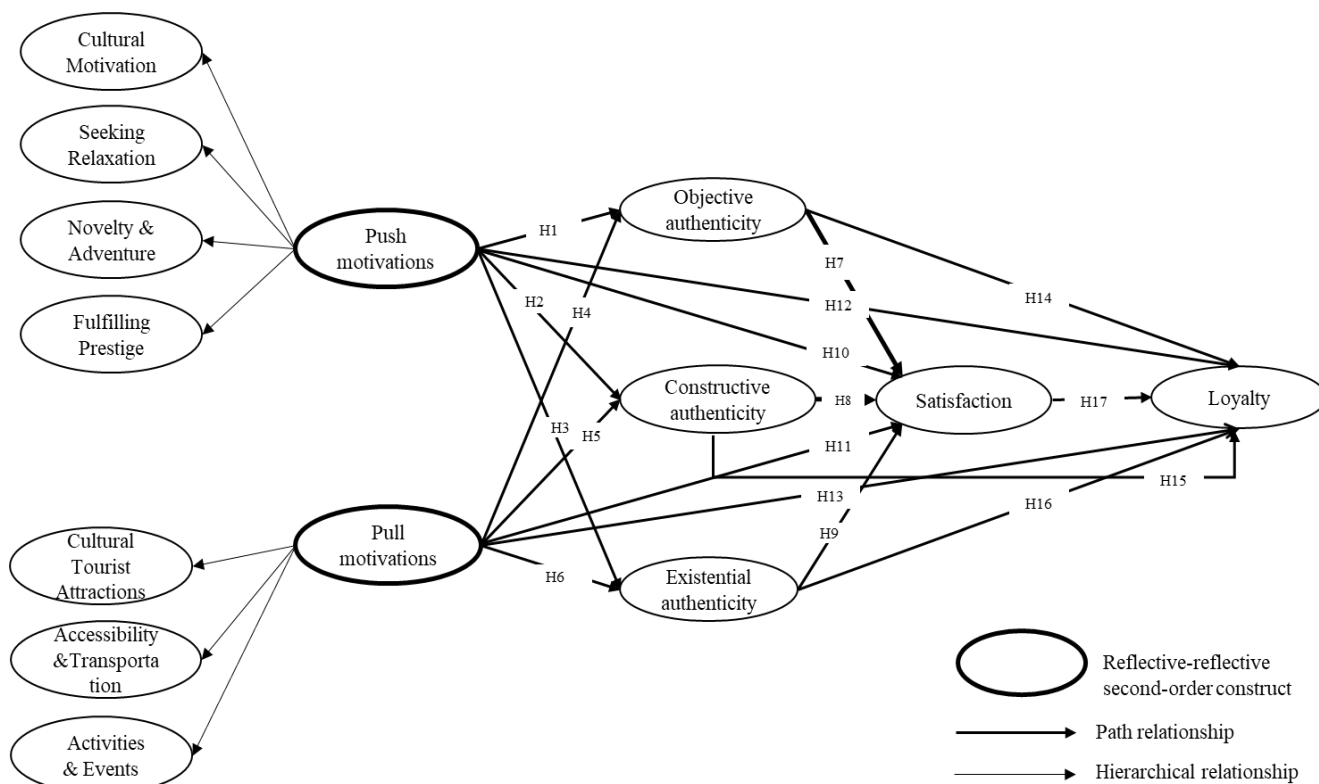 Cultural
Motivation
Seeking
Relaxation
Novelty &
Adventure
Fulfilling
Prestige
Push
motivations
Objective
authenticity
H1
H7
H2
H4
H12
H14
H10
Constructive
authenticity
H8
Satisfaction
H17
Loyalty
H3
H5
H11
H13
H15
H16
H9
Pull
motivations
H6
Existential
authenticity
Cultural
Tourist
Attractions
Accessibility
&Transporta
tion
Activities
& Events
Reflective-reflective
second-order construct
Path relationship
Hierarchical relationship